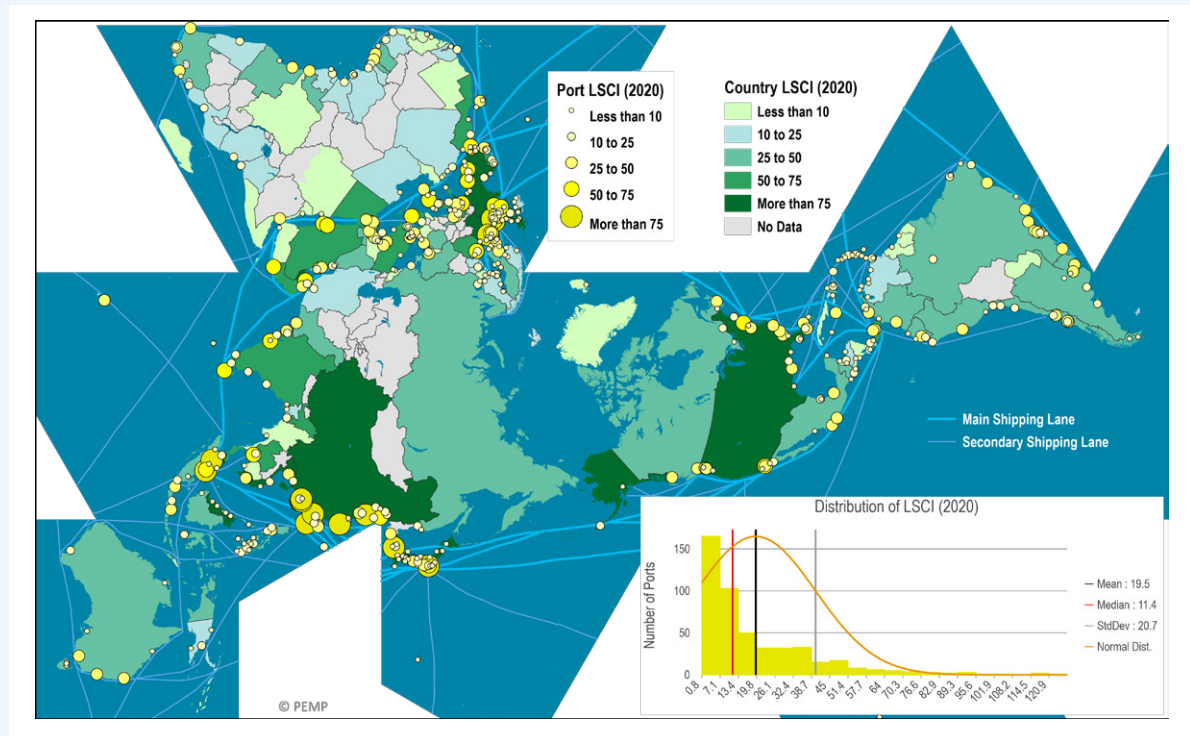 Port LSCI (2020)
Less than 10
10 to 25
25 to 50
50 to 75
More than 75
Country LSCI (2020)
Less than 10
10 to 25
25 to 50
50 to 75
More than 75
No Data
Main Shipping Lane
Secondary Shipping Lane
Distribution of LSCI (2020)
Number of Ports
150
100
50
0
0.8
7.1
13.4
19.8
26.1
32.4
38.7
45
51.4
57.7
64
70.3
76.6
82.9
89.3
95.6
101.9
108.2
114.5
120.9
Mean : 19.5
Median : 11.4
StdDev : 20.7
Normal Dist.
© PEMP